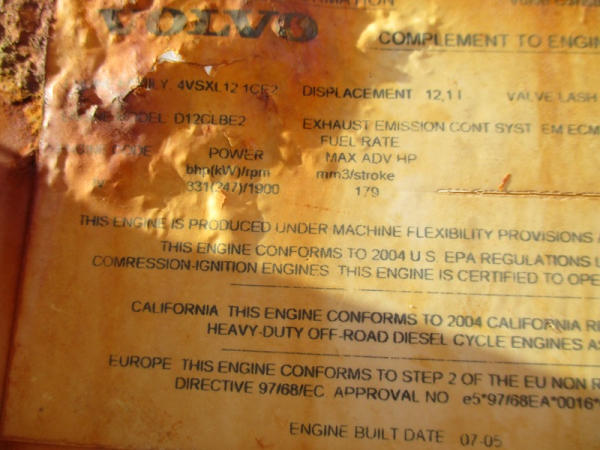 VOLVO
COMPLEMENT TO ENGIN
4VSXL12.1CE2 DISPLACEMENT 12,1 l VALVE LASH
D12CLBE2 EXHAUST EMISSION CONT SYST EM ECM
FUEL RATE
POWER MAX ADV HP
bhp(kW)/rpm mm3/stroke
331(247)/1900 179
THIS ENGINE IS PRODUCED UNDER MACHINE FLEXIBILITY PROVISIONS
THIS ENGINE CONFORMS TO 2004 U S. EPA REGULATIONS
COMRESSION-IGNITION ENGINES THIS ENGINE IS CERTIFIED TO OPE
CALIFORNIA THIS ENGINE CONFORMS TO 2004 CALIFORNIA RE
HEAVY-DUTY OFF-ROAD DIESEL CYCLE ENGINES AS
EUROPE THIS ENGINE CONFORMS TO STEP 2 OF THE EU NON R
DIRECTIVE 97/68/EC APPROVAL NO e5*97/68EA*0016*
ENGINE BUILT DATE 07-05